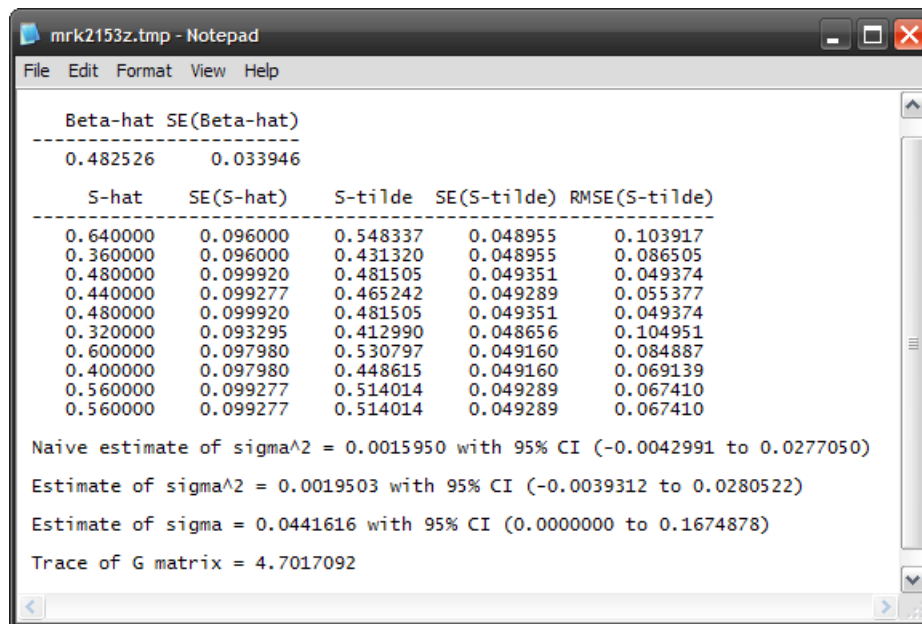 mrk2153z.tmp - Notepad
File Edit Format View Help
Beta-hat SE(Beta-hat)
-------------------------
0.482526 0.033946
S-hat SE(S-hat) S-tilde SE(S-tilde) RMSE(S-tilde)
----------------------------------------------------------------
0.640000 0.096000 0.548337 0.048955 0.103917
0.360000 0.096000 0.431320 0.048955 0.086505
0.480000 0.099920 0.481505 0.049351 0.049374
0.440000 0.099277 0.465242 0.049289 0.055377
0.480000 0.099920 0.481505 0.049351 0.049374
0.320000 0.093295 0.412990 0.048656 0.104951
0.600000 0.097980 0.530797 0.049160 0.084887
0.400000 0.097980 0.448615 0.049160 0.069139
0.560000 0.099277 0.514014 0.049289 0.067410
0.560000 0.099277 0.514014 0.049289 0.067410
Naive estimate of sigma^2 = 0.0015950 with 95% CI (-0.0042991 to 0.0277050)
Estimate of sigma^2 = 0.0019503 with 95% CI (-0.0039312 to 0.0280522)
Estimate of sigma = 0.0441616 with 95% CI (0.0000000 to 0.1674878)
Trace of G matrix = 4.7017092